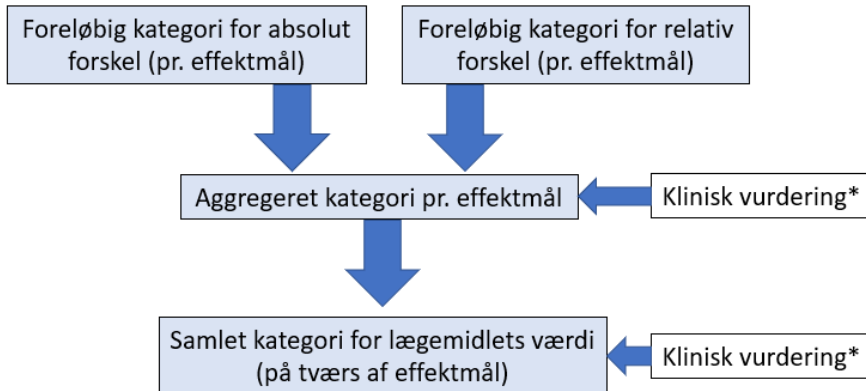 Foreløbig kategori for absolut
forskel (pr. effektmål)
Foreløbig kategori for relativ
forskel (pr. effektmål)
Aggregeret kategori pr. effektmål
Klinisk vurdering*
Samlet kategori for lægemidlets værdi
(på tværs af effektmål)
Klinisk vurdering*